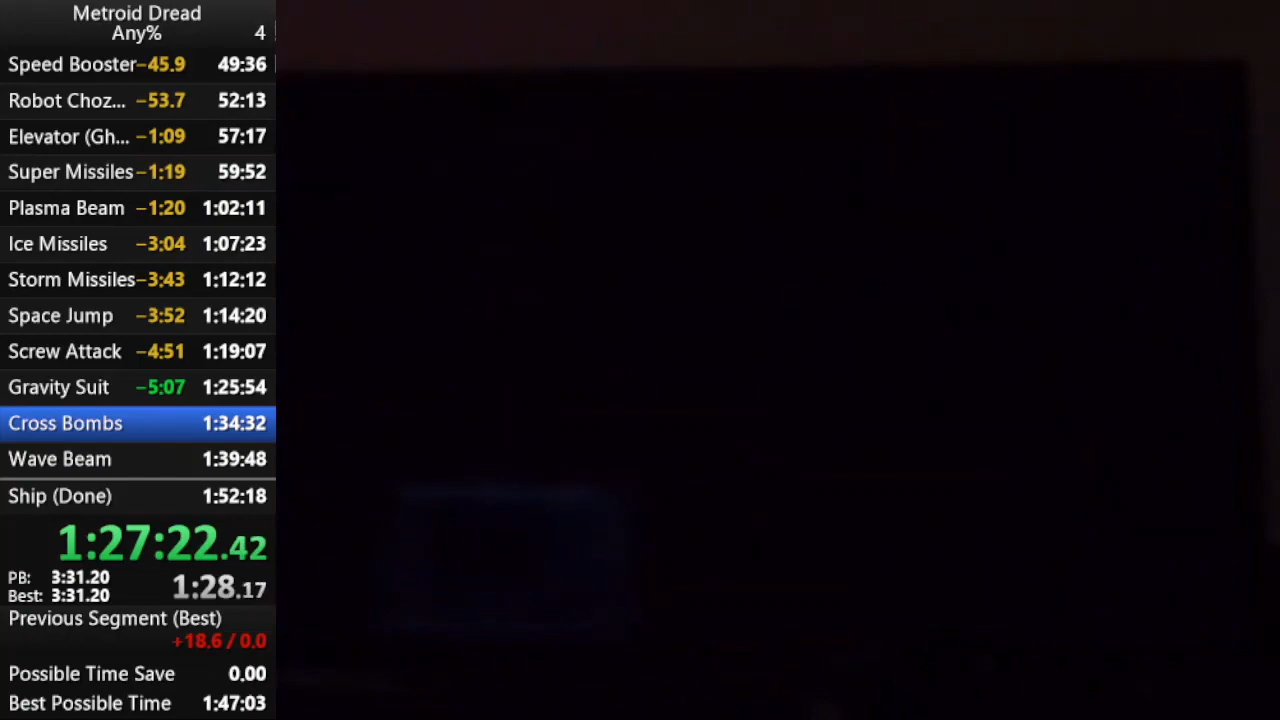 Metroid Dread
Any% 4
Speed Booster -45.9 49:36
Robot Choz... -53.7 52:13
Elevator (Gh... -1:09 57:17
Super Missiles -1:19 59:52
Plasma Beam -1:20 1:02:11
Ice Missiles -3:04 1:07:23
Storm Missiles -3:43 1:12:12
Space Jump -3:52 1:14:20
Screw Attack -4:51 1:19:07
Gravity Suit -5:07 1:25:54
Cross Bombs 1:34:32
Wave Beam 1:39:48
Ship (Done) 1:52:18
1:27:22.42
PB: 3:31.20 1:28.17
Best: 3:31.20
Previous Segment (Best)
+18.6 / 0.0
Possible Time Save 0.00
Best Possible Time 1:47:03